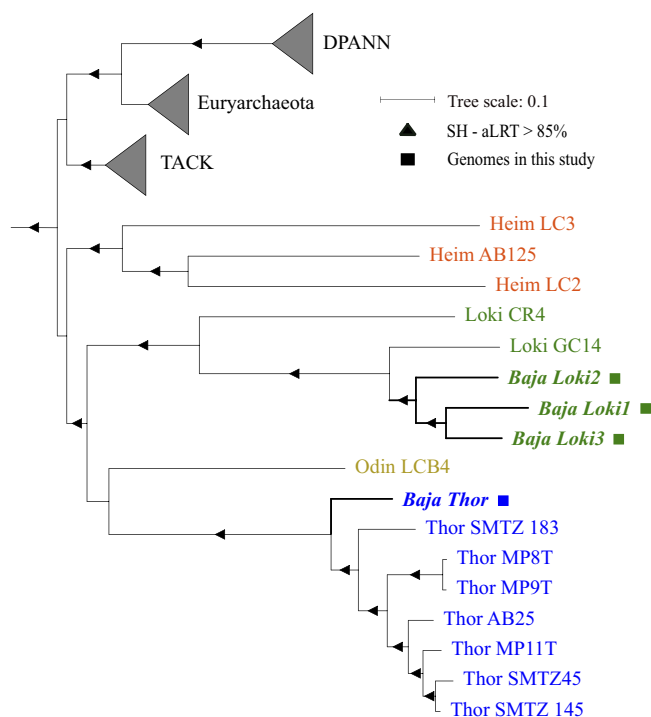 DPANN
Euryarchaeota
TACK
Tree scale: 0.1
SH - aLRT > 85%
Genomes in this study
Heim LC3
Heim AB125
Heim LC2
Loki CR4
Loki GC14
Baja Loki2
Baja Loki1
Baja Loki3
Odin LCB4
Baja Thor
Thor SMTZ 183
Thor MP8T
Thor MP9T
Thor AB25
Thor MP11T
Thor SMTZ45
Thor SMTZ 145